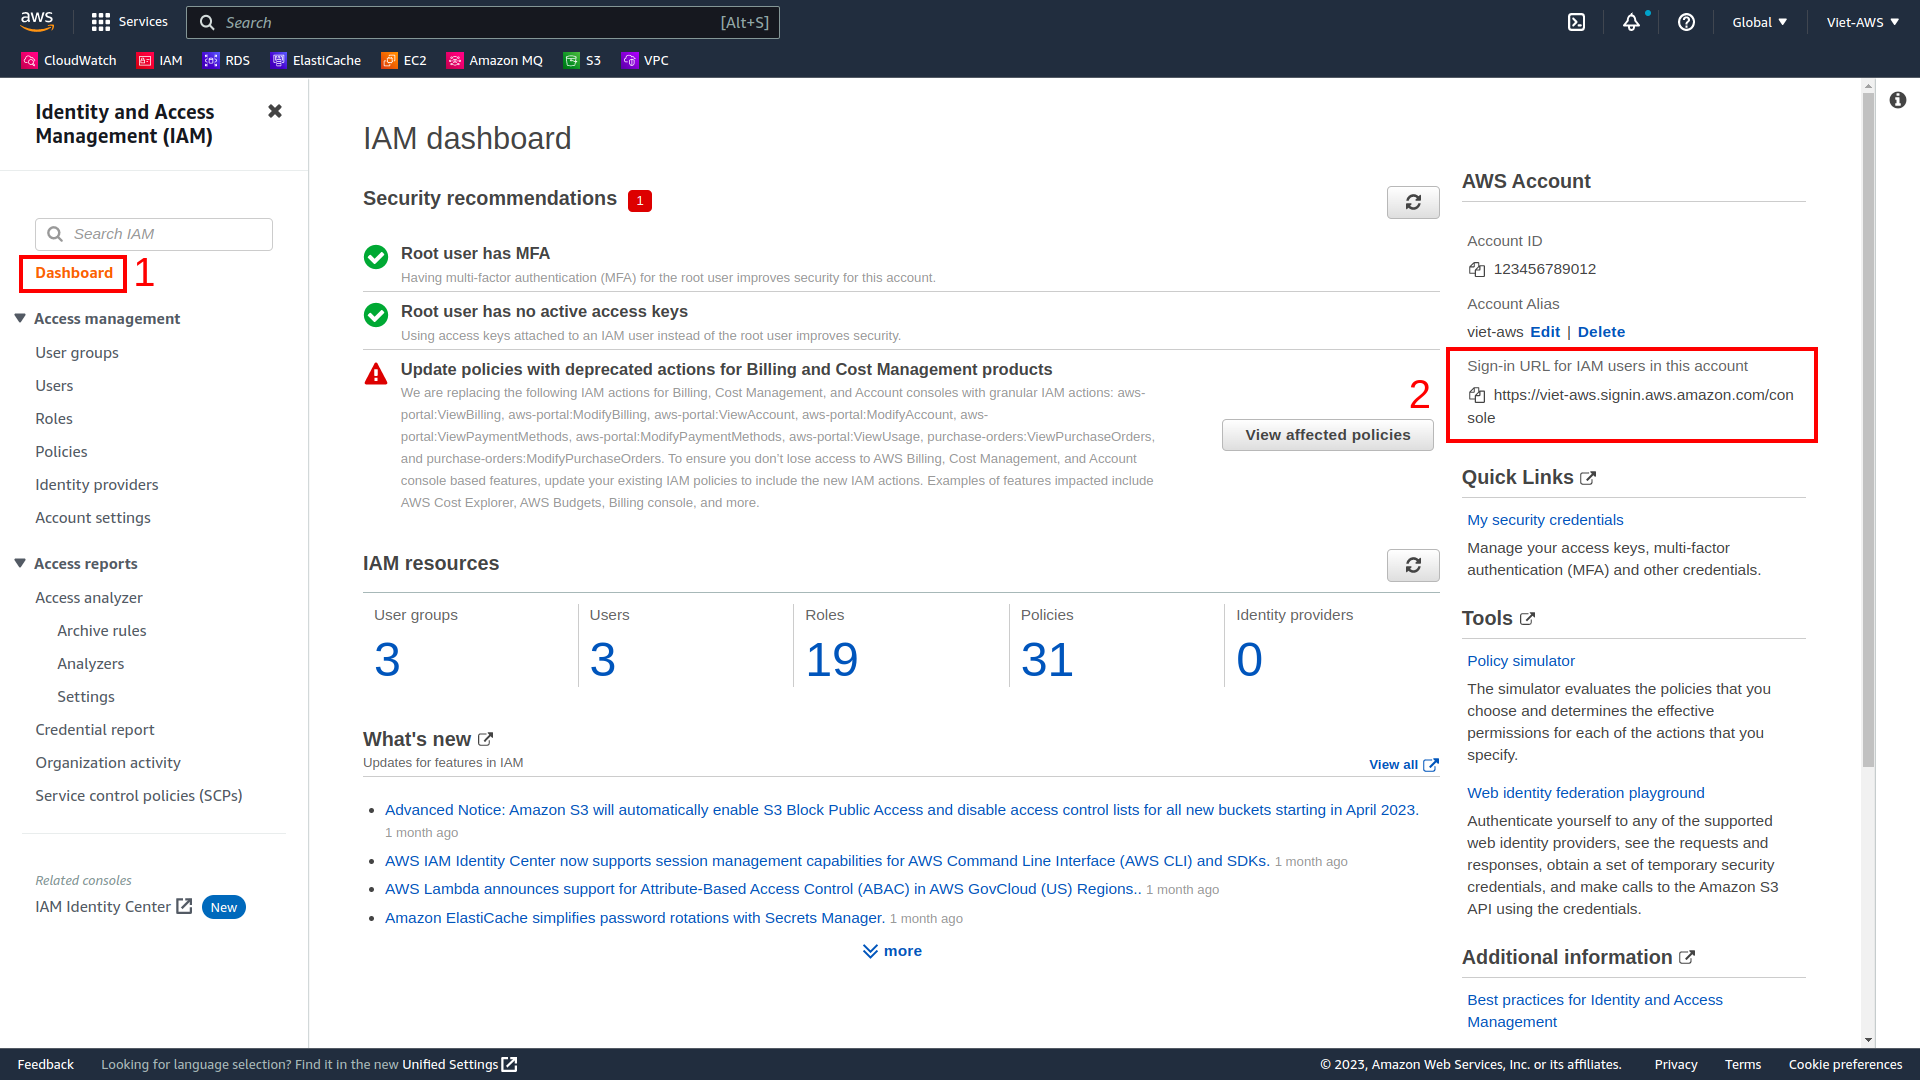 aws
Services
Search
[Alt+S]
Global
Viet-AWS
CloudWatch
IAM
RDS
ElastiCache
EC2
Amazon MQ
S3
VPC
Identity and Access
Management (IAM)
Search IAM
Dashboard
1
Access management
User groups
Users
Roles
Policies
Identity providers
Account settings
Access reports
Access analyzer
Archive rules
Analyzers
Settings
Credential report
Organization activity
Service control policies (SCPs)
Related consoles
IAM Identity Center
New
IAM dashboard
Security recommendations
1
Root user has MFA
Having multi-factor authentication (MFA) for the root user improves security for this account.
Root user has no active access keys
Using access keys attached to an IAM user instead of the root user improves security.
Update policies with deprecated actions for Billing and Cost Management products
We are replacing the following IAM actions for Billing, Cost Management, and Account consoles with granular IAM actions: aws-
portal:ViewBilling, aws-portal:ModifyBilling, aws-portal:ViewAccount, aws-portal:ModifyAccount, aws-
portal:ViewPaymentMethods, aws-portal:ModifyPaymentMethods, aws-portal:ViewUsage, purchase-orders:ViewPurchaseOrders,
and purchase-orders:ModifyPurchaseOrders. To ensure you don't lose access to AWS Billing, Cost Management, and Account
console based features, update your existing IAM policies to include the new IAM actions. Examples of features impacted include
AWS Cost Explorer, AWS Budgets, Billing console, and more.
View affected policies
IAM resources
User groups
3
Users
3
Roles
19
Policies
31
Identity providers
0
What's new
Updates for features in IAM
View all
Advanced Notice: Amazon S3 will automatically enable S3 Block Public Access and disable access control lists for all new buckets starting in April 2023.
1 month ago
AWS IAM Identity Center now supports session management capabilities for AWS Command Line Interface (AWS CLI) and SDKs. 1 month ago
AWS Lambda announces support for Attribute-Based Access Control (ABAC) in AWS GovCloud (US) Regions.. 1 month ago
Amazon ElastiCache simplifies password rotations with Secrets Manager. 1 month ago
more
AWS Account
Account ID
123456789012
Account Alias
viet-aws Edit | Delete
2
Sign-in URL for IAM users in this account
https://viet-aws.signin.aws.amazon.com/con
sole
Quick Links
My security credentials
Manage your access keys, multi-factor
authentication (MFA) and other credentials.
Tools
Policy simulator
The simulator evaluates the policies that you
choose and determines the effective
permissions for each of the actions that you
specify.
Web identity federation playground
Authenticate yourself to any of the supported
web identity providers, see the requests and
responses, obtain a set of temporary security
credentials, and make calls to the Amazon S3
API using the credentials.
Additional information
Best practices for Identity and Access
Management
Feedback
Looking for language selection? Find it in the new Unified Settings
© 2023, Amazon Web Services, Inc. or its affiliates.
Privacy
Terms
Cookie preferences